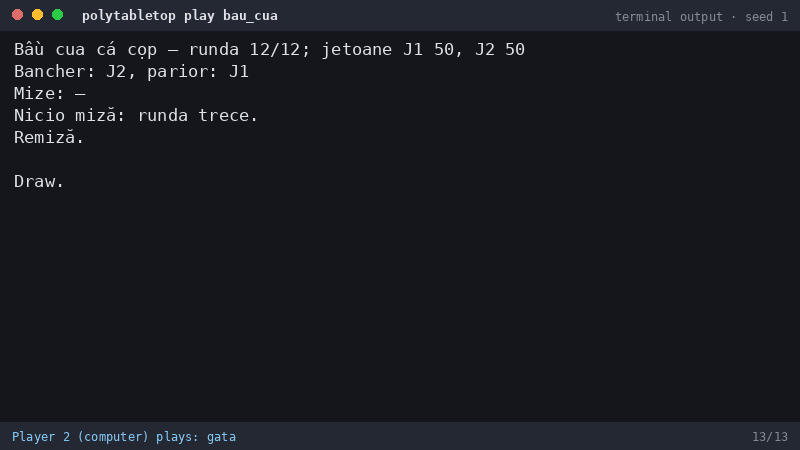 polytabletop play bau_cua
terminal output · seed 1
Bầu cua cá cọp — runda 12/12; jetoane J1 50, J2 50
Bancher: J2, parior: J1
Mize: —
Nicio miză: runda trece.
Remiză.
Draw.
Player 2 (computer) plays: gata
13/13